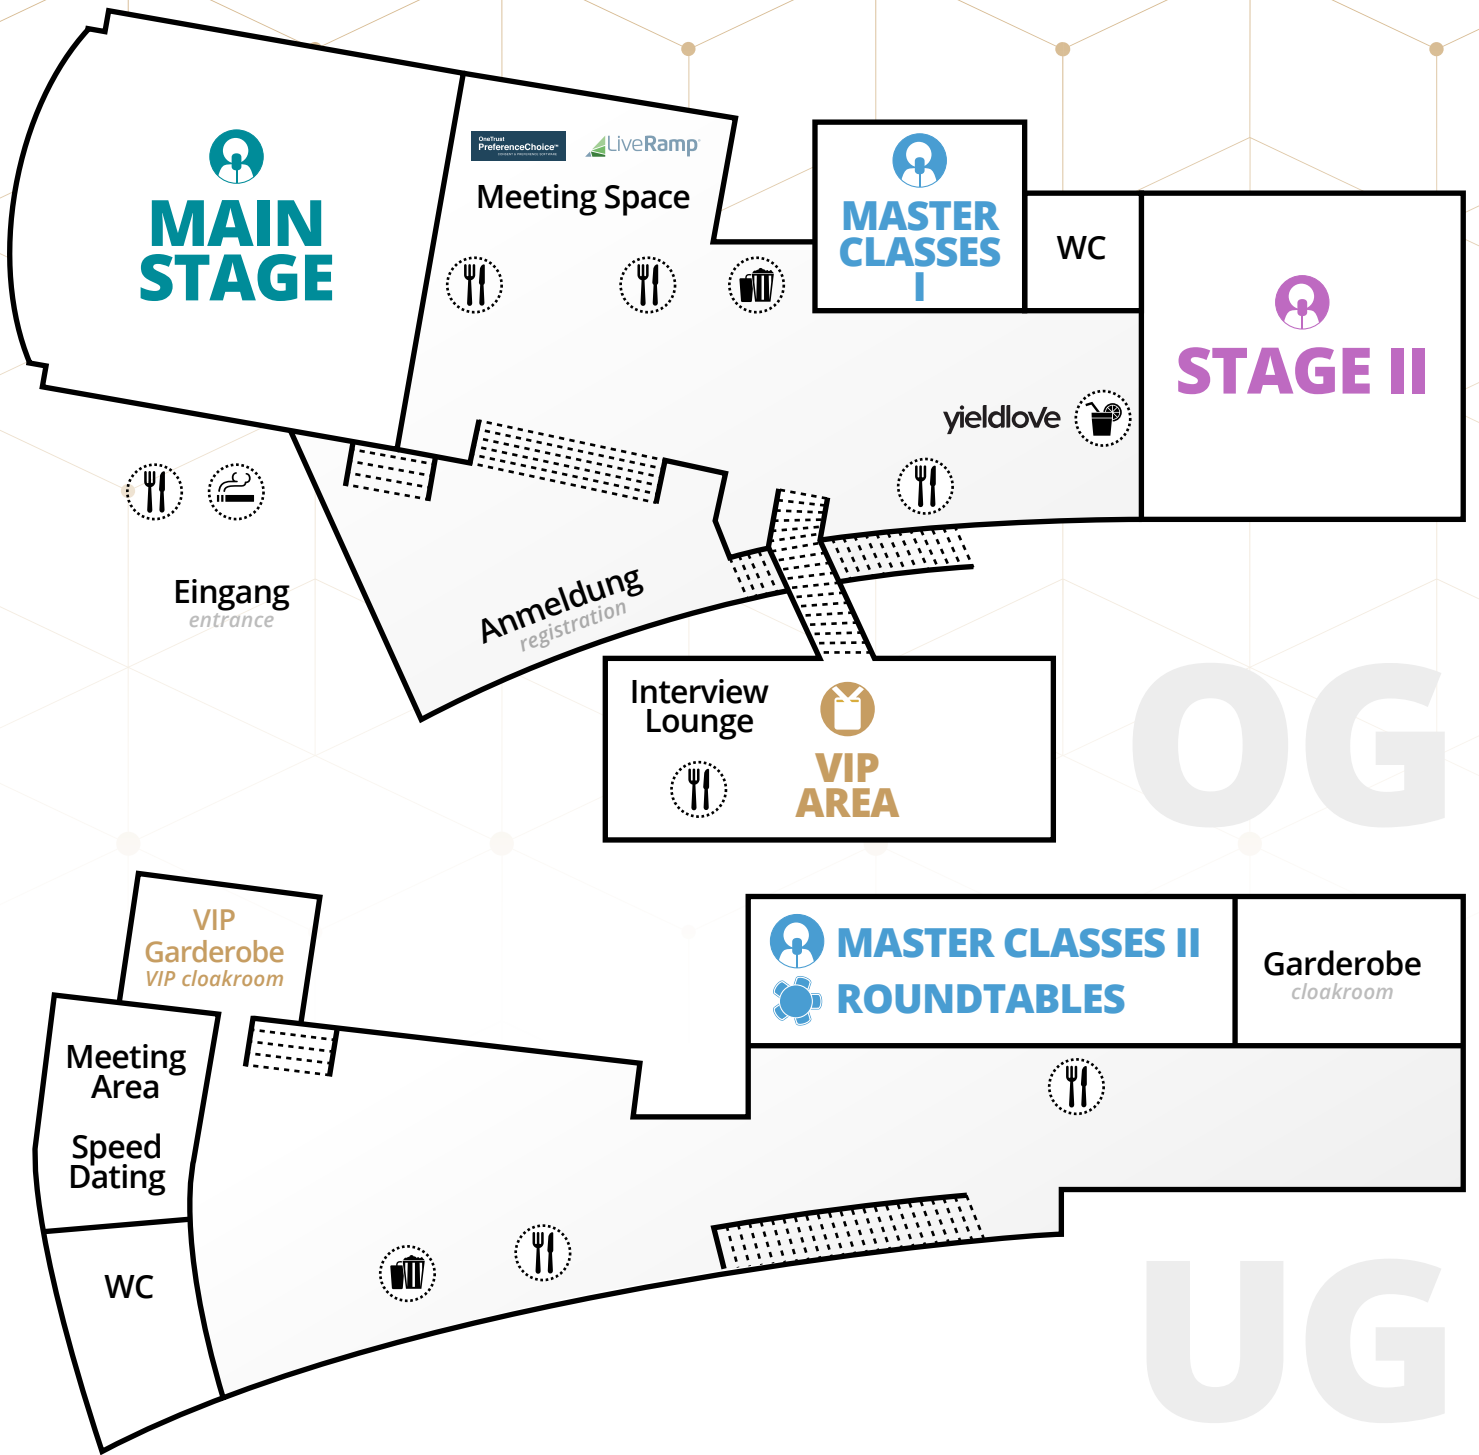 OneTrust
PreferenceChoice™
LiveRamp
Meeting Space
MAIN
STAGE
MASTER
CLASSES
I
WC
STAGE II
yieldlove
Eingang
entrance
Anmeldung
registration
Interview
Lounge
VIP
AREA
OG
VIP
Garderobe
VIP cloakroom
MASTER CLASSES II
ROUNDTABLES
Garderobe
cloakroom
Meeting
Area
Speed
Dating
WC
UG